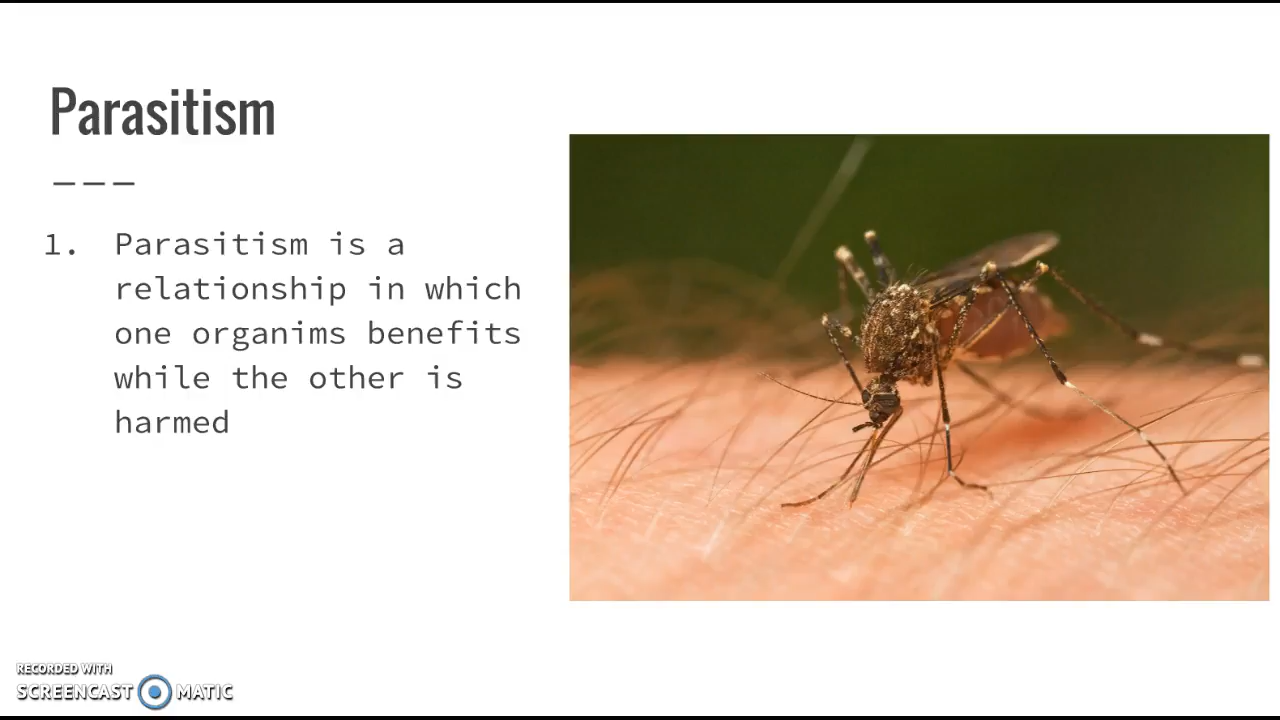 Parasitism
1. Parasitism is a
relationship in which
one organims benefits
while the other is
harmed
RECORDED WITH
SCREENCAST MATIC